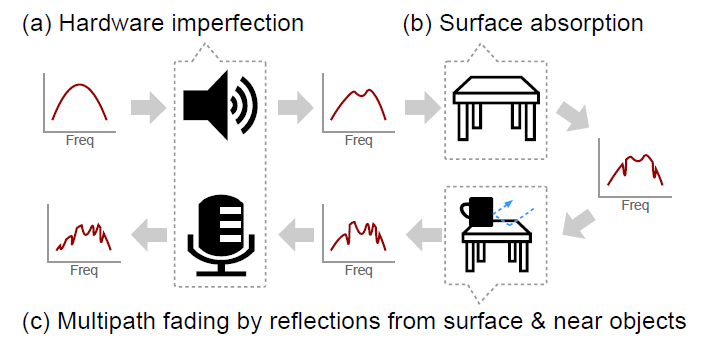 (a) Hardware imperfection
(b) Surface absorption
Freq
Freq
Freq
Freq
Freq
(c) Multipath fading by reflections from surface & near objects